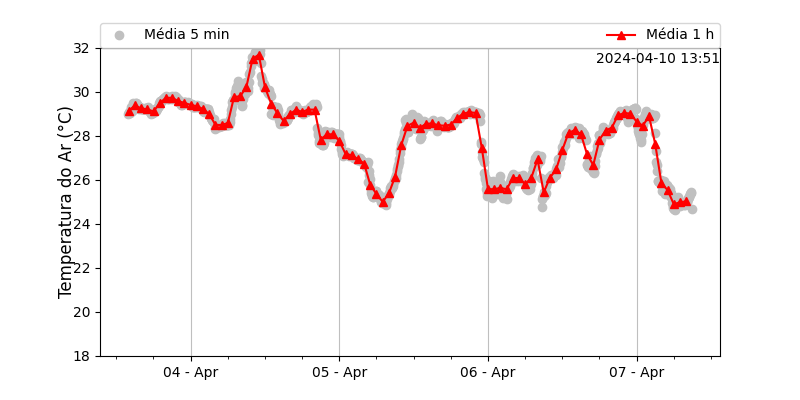 Média 5 min
Média 1 h
2024-04-10 13:51
Temperatura do Ar (°C)
32
30
28
26
24
22
20
18
04 - Apr
05 - Apr
06 - Apr
07 - Apr